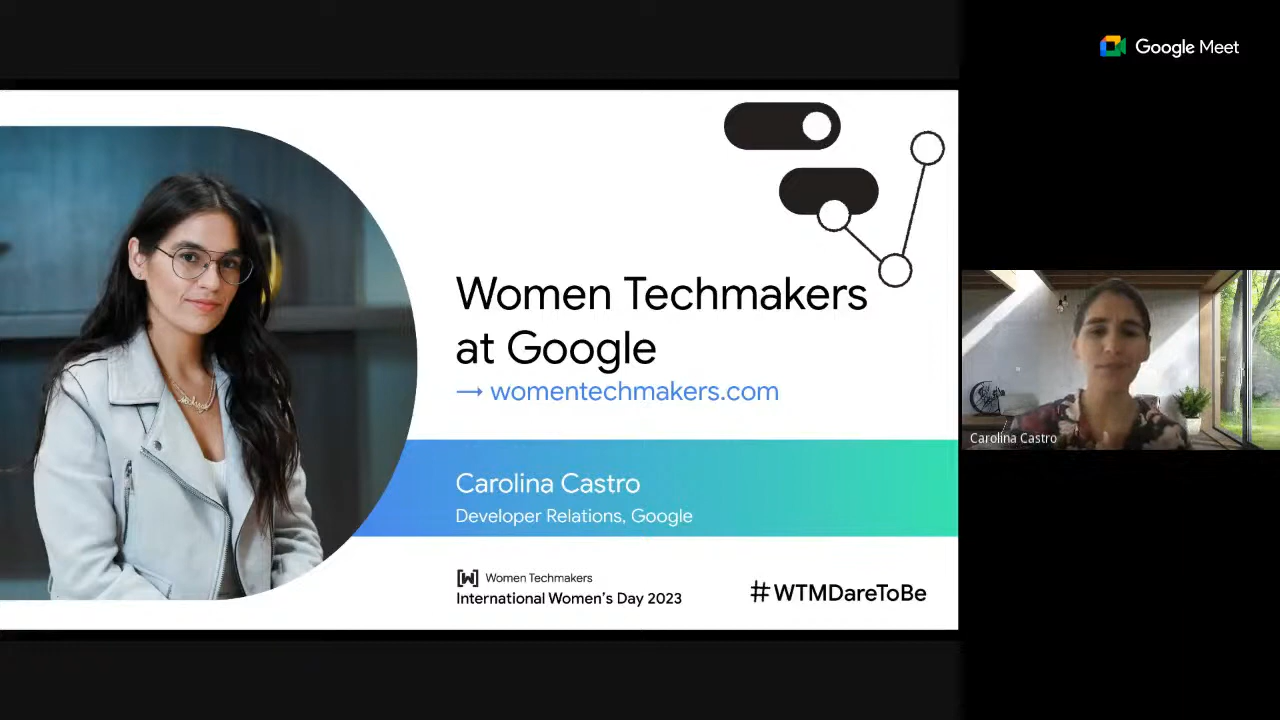 Google Meet
Women Techmakers
at Google
→ womentechmakers.com
Carolina Castro
Developer Relations, Google
[W] Women Techmakers
International Women's Day 2023
#WTMDareToBe
Carolina Castro